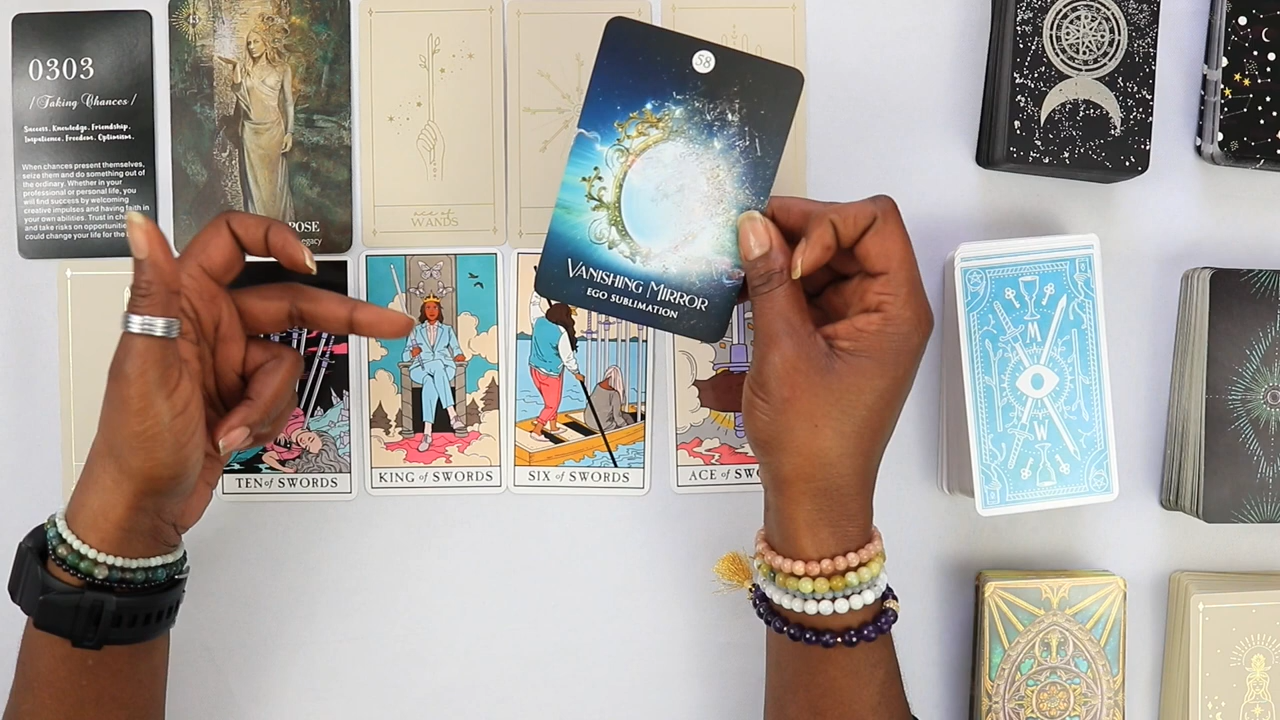 0303
/Taking Chances/
Success. Knowledge. Friendship.
Impatience. Freedom. Optimism.
When chances present themselves,
seize them and do something out of
the ordinary. Whether in your
professional or personal life, you
will find success by welcoming
creative impulses and having faith in
your own abilities. Trust in
and take risks on
could change your life for the
POSE
egacy
ace of
WANDS
58
VANISHING MIRROR
EGO SUBLIMATION
TEN of SWORDS
KING of SWORDS
SIX of SWORDS
ACE of SWO
M